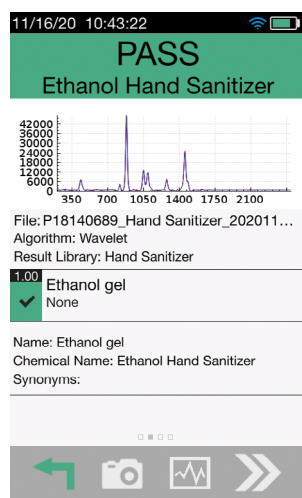 11/16/20 10:43:22
PASS
Ethanol Hand Sanitizer
42000
36000
30000
24000
18000
12000
6000
0
350 700 1050 1400 1750 2100
File:P18140689_Hand Sanitizer_202011...
Algorithm: Wavelet
Result Library: Hand Sanitizer
1.00
Ethanol gel
None
Name: Ethanol gel
Chemical Name: Ethanol Hand Sanitizer
Synonyms: